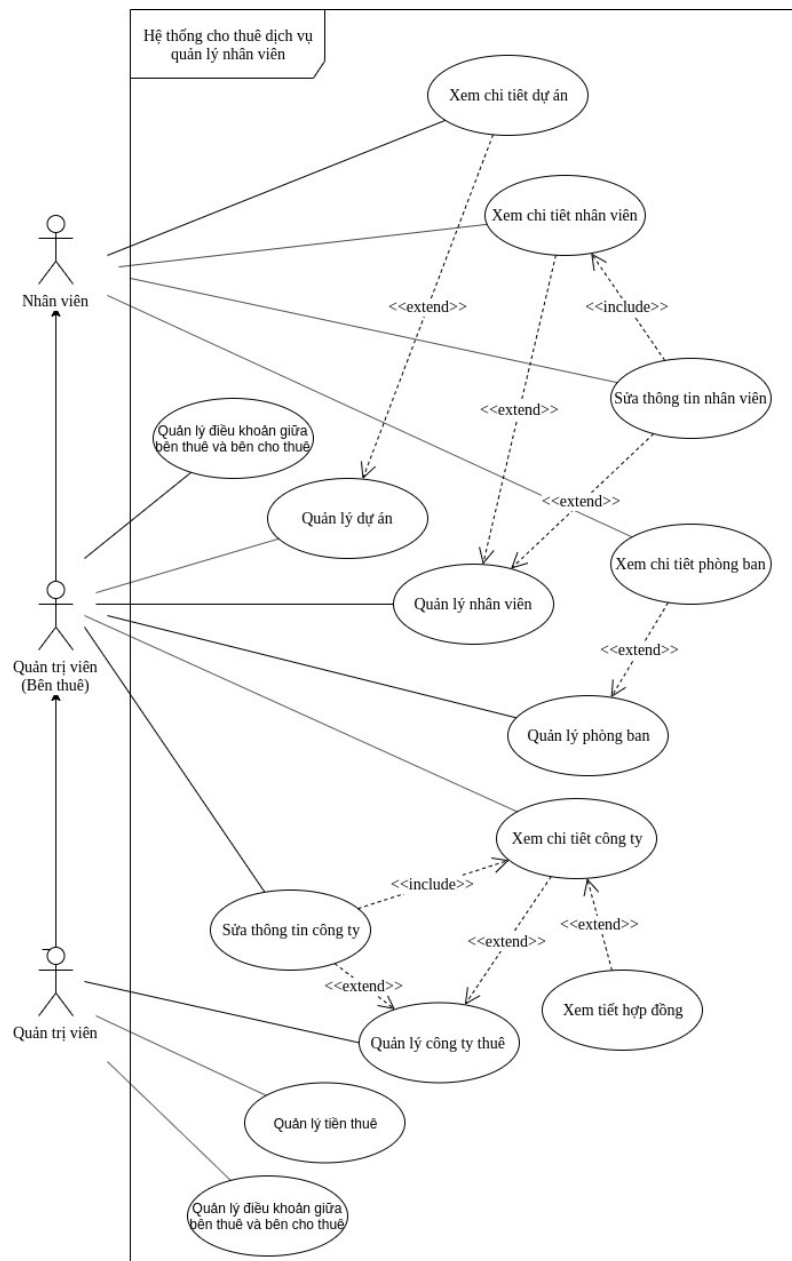 Hệ thống cho thuê dịch vụ
quản lý nhân viên
Xem chi tiêt dự án
Xem chi tiêt nhân viên
Nhân viên
<<extend>>
<<include>>
Sửa thông tin nhân viên
<<extend>>
Quản lý điều khoản giữa
bên thuê và bên cho thuê
<<extend>>
Quản lý dự án
Xem chi tiêt phòng ban
Quản lý nhân viên
<<extend>>
Quản trị viên
(Bên thuê)
Quản lý phòng ban
Xem chi tiêt công ty
<<include>>
Sửa thông tin công ty
<<extend>>
<<extend>>
<<extend>>
Xem tiết hợp đồng
Quản trị viên
Quản lý công ty thuê
Quản lý tiền thuê
Quản lý điều khoản giữa
bên thuê và bên cho thuê